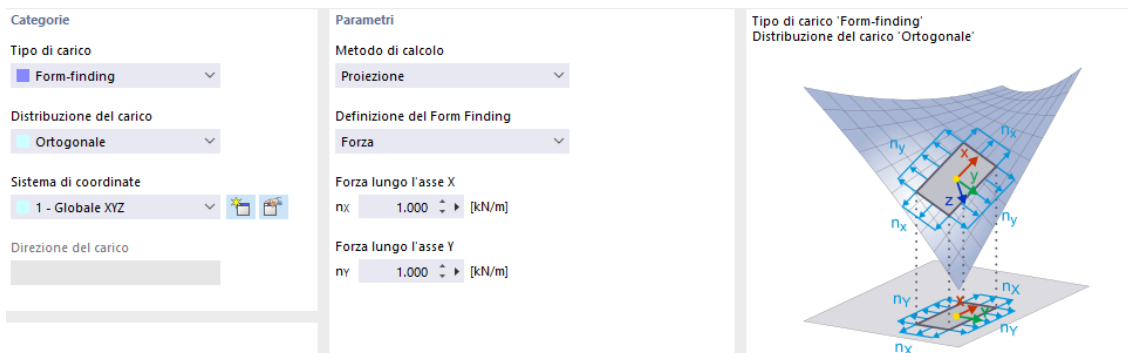 Categorie
Tipo di carico
Form-finding
Distribuzione del carico
Ortogonale
Sistema di coordinate
1 - Globale XYZ
Direzione del carico
Parametri
Metodo di calcolo
Proiezione
Definizione del Form Finding
Forza
Forza lungo l'asse X
nX 1.000 [kN/m]
Forza lungo l'asse Y
nY 1.000 [kN/m]
Tipo di carico 'Form-finding'
Distribuzione del carico 'Ortogonale'
nx
ny
x
y
z
nx
ny
nX
nY
x
y
nY
nX